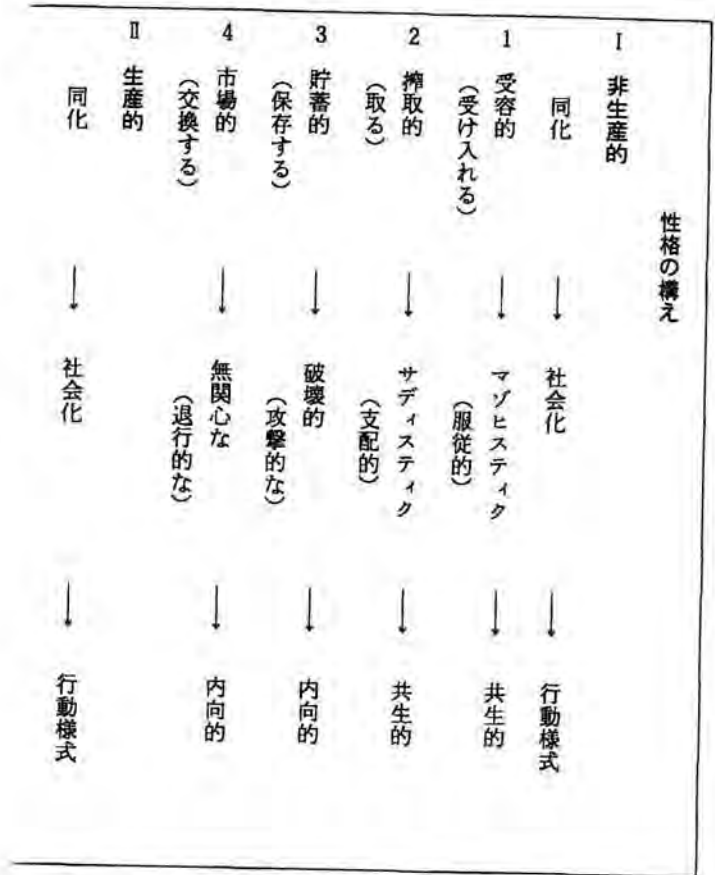 性格の構え
Ⅰ 非生産的
同化 → 社会化 → 行動様式
1 受容的 → マゾヒスティク → 共生的
(受け入れる) (服従的)
2 搾取的 → サディスティク → 共生的
(取る) (支配的)
3 貯蓄的 → 破壊的 → 内向的
(保存する) (攻撃的な)
4 市場的 → 無関心な → 内向的
(交換する) (退行的な)
Ⅱ 生産的
同化 → 社会化 → 行動様式